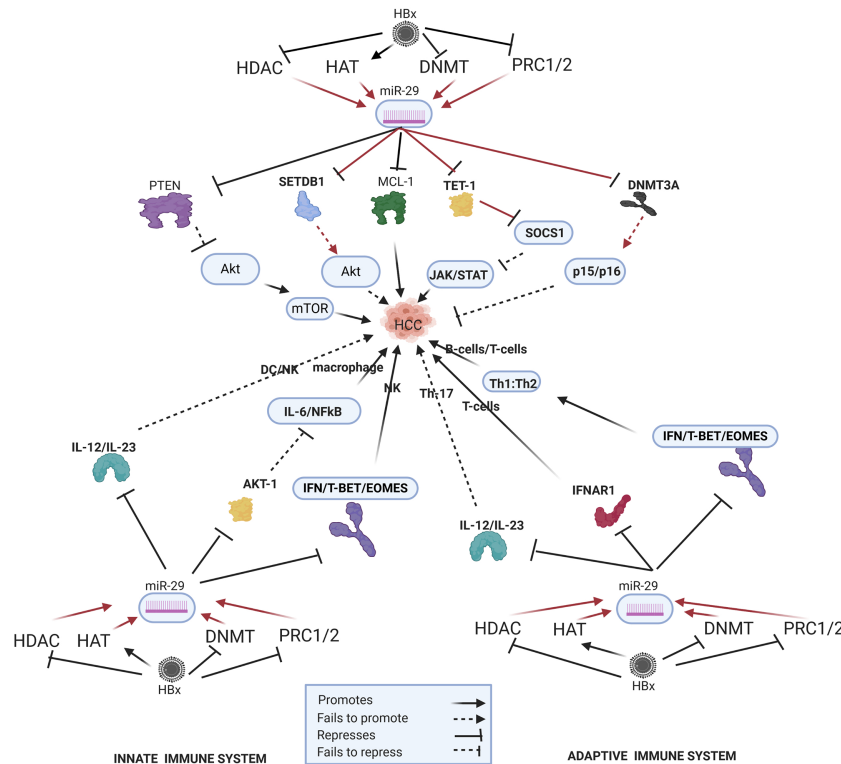 HBx
HDAC
HAT
DNMT
PRC1/2
miR-29
PTEN
SETDB1
MCL-1
TET-1
DNMT3A
SOCS1
Akt
Akt
JAK/STAT
p15/p16
mTOR
HCC
B-cells/T-cells
DC/NK
macrophage
NK
Th-17
T-cells
Th1:Th2
IL-6/NFkB
IL-12/IL-23
AKT-1
IFN/T-BET/EOMES
IFN/T-BET/EOMES
IFNAR1
IL-12/IL-23
miR-29
HDAC
HAT
DNMT
PRC1/2
HBx
miR-29
HDAC
HAT
DNMT
PRC1/2
HBx
Promotes
Fails to promote
Represses
Fails to repress
INNATE IMMUNE SYSTEM
ADAPTIVE IMMUNE SYSTEM